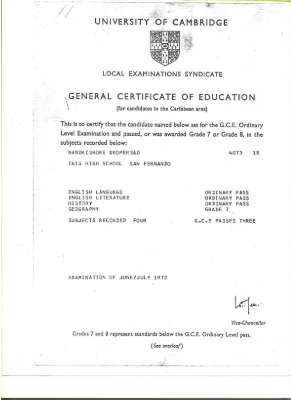 UNIVERSITY OF CAMBRIDGE
LOCAL EXAMINATIONS SYNDICATE
GENERAL CERTIFICATE OF EDUCATION
(for candidates in the Caribbean area)
This is to certify that the candidate named below sat for the G.C.E. Ordinary
Level Examination and passed, or was awarded Grade 7 or Grade 8, in the
subjects recorded below:
NANDKISHORE DEOPERSAD
HIGH SCHOOL SAN FERNANDO
ENGLISH LANGUAGE ORDINARY PASS
ENGLISH LITERATURE ORDINARY PASS
HISTORY ORDINARY PASS
GEOGRAPHY GRADE 7
SUBJECTS RECORDED FOUR G.C.E PASSES THREE
EXAMINATION OF JUNE/JULY 1972
Vice-Chancellor
Grades 7 and 8 represent standards below the G.C.E. Ordinary Level pass.
(See overleaf)